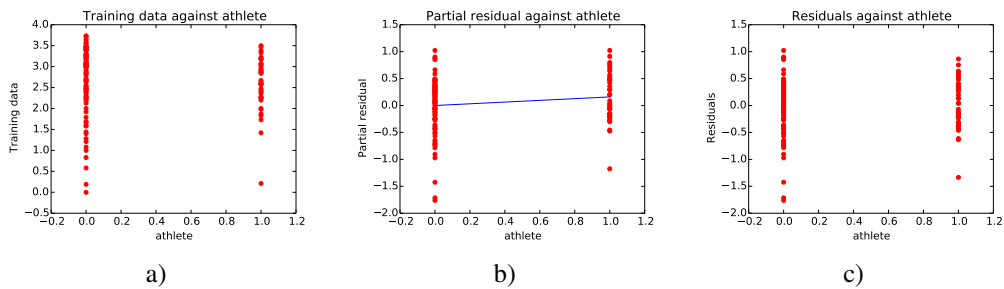 Training data against athlete
Training data
4.0
3.5
3.0
2.5
2.0
1.5
1.0
0.5
0.0
−0.5
−0.2 0.0 0.2 0.4 0.6 0.8 1.0 1.2
athlete
a)
Partial residual against athlete
Partial residual
1.5
1.0
0.5
0.0
−0.5
−1.0
−1.5
−2.0
−0.2 0.0 0.2 0.4 0.6 0.8 1.0 1.2
athlete
b)
Residuals against athlete
Residuals
1.5
1.0
0.5
0.0
−0.5
−1.0
−1.5
−2.0
−0.2 0.0 0.2 0.4 0.6 0.8 1.0 1.2
athlete
c)